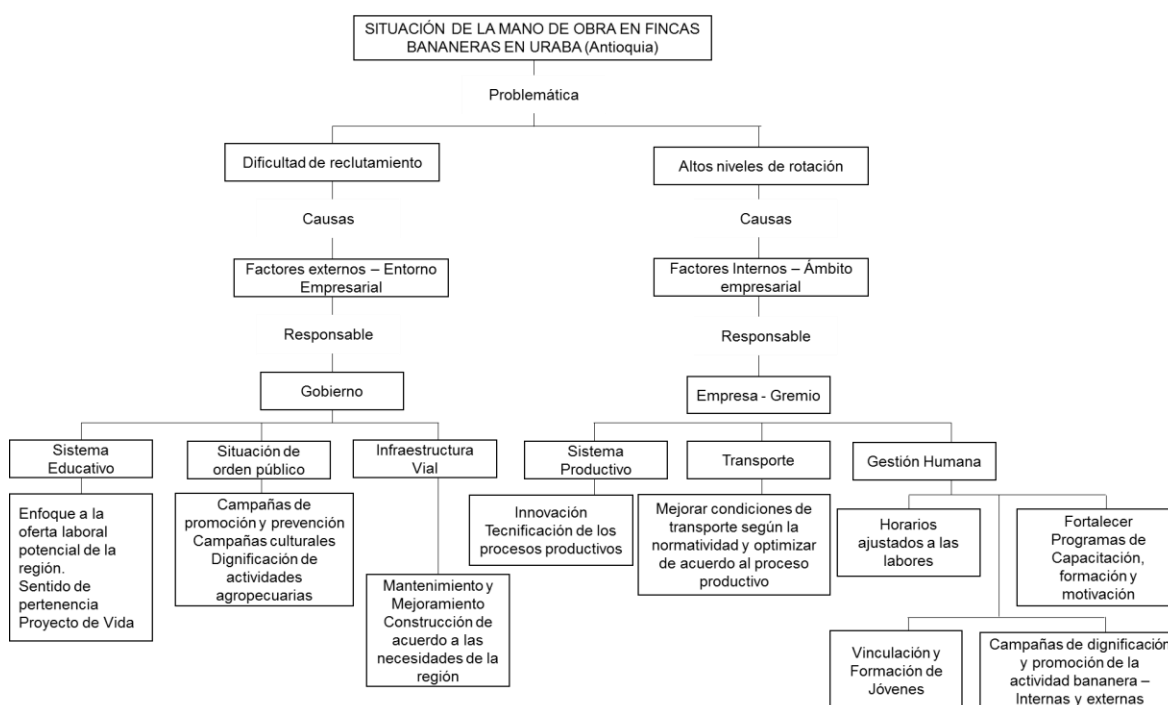 SITUACIÓN DE LA MANO DE OBRA EN FINCAS
BANANERAS EN URABA (Antioquia)
Problemática
Dificultad de reclutamiento
Altos niveles de rotación
Causas
Causas
Factores externos – Entorno
Empresarial
Factores Internos – Ámbito
empresarial
Responsable
Responsable
Gobierno
Empresa - Gremio
Sistema
Educativo
Situación de
orden público
Infraestructura
Vial
Sistema
Productivo
Transporte
Gestión Humana
Enfoque a la
oferta laboral
potencial de la
región.
Sentido de
pertenencia
Proyecto de Vida
Campañas de
promoción y prevención
Campañas culturales
Dignificación de
actividades
agropecuarias
Mantenimiento y
Mejoramiento
Construcción de
acuerdo a las
necesidades de la
región
Innovación
Tecnificación de los
procesos productivos
Mejorar condiciones de
transporte según la
normatividad y optimizar
de acuerdo al proceso
productivo
Horarios
ajustados a las
labores
Fortalecer
Programas de
Capacitación,
formación y
motivación
Vinculación y
Formación de
Jóvenes
Campañas de dignificación
y promoción de la
actividad bananera –
Internas y externas